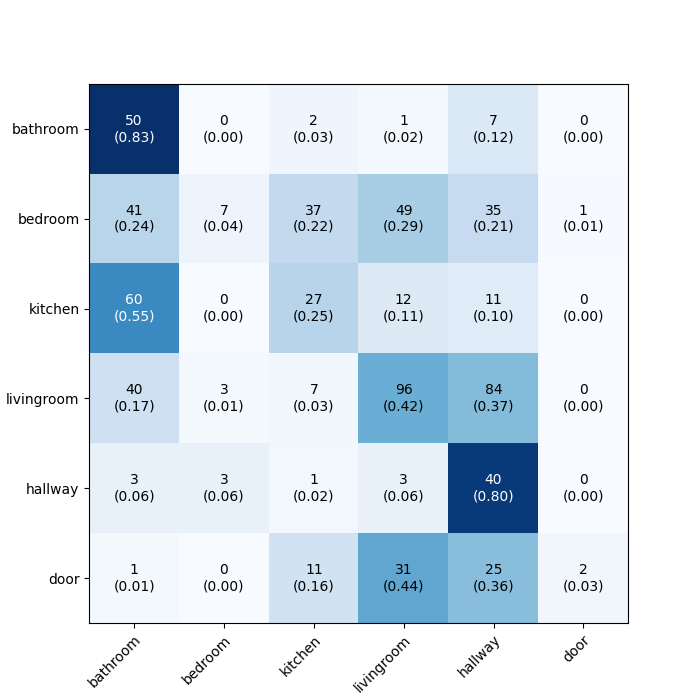 bathroom
50 0 2 1 7 0
(0.83) (0.00) (0.03) (0.02) (0.12) (0.00)
bedroom
41 7 37 49 35 1
(0.24) (0.04) (0.22) (0.29) (0.21) (0.01)
kitchen
60 0 27 12 11 0
(0.55) (0.00) (0.25) (0.11) (0.10) (0.00)
livingroom
40 3 7 96 84 0
(0.17) (0.01) (0.03) (0.42) (0.37) (0.00)
hallway
3 3 1 3 40 0
(0.06) (0.06) (0.02) (0.06) (0.80) (0.00)
door
1 0 11 31 25 2
(0.01) (0.00) (0.16) (0.44) (0.36) (0.03)
bathroom bedroom kitchen livingroom hallway door